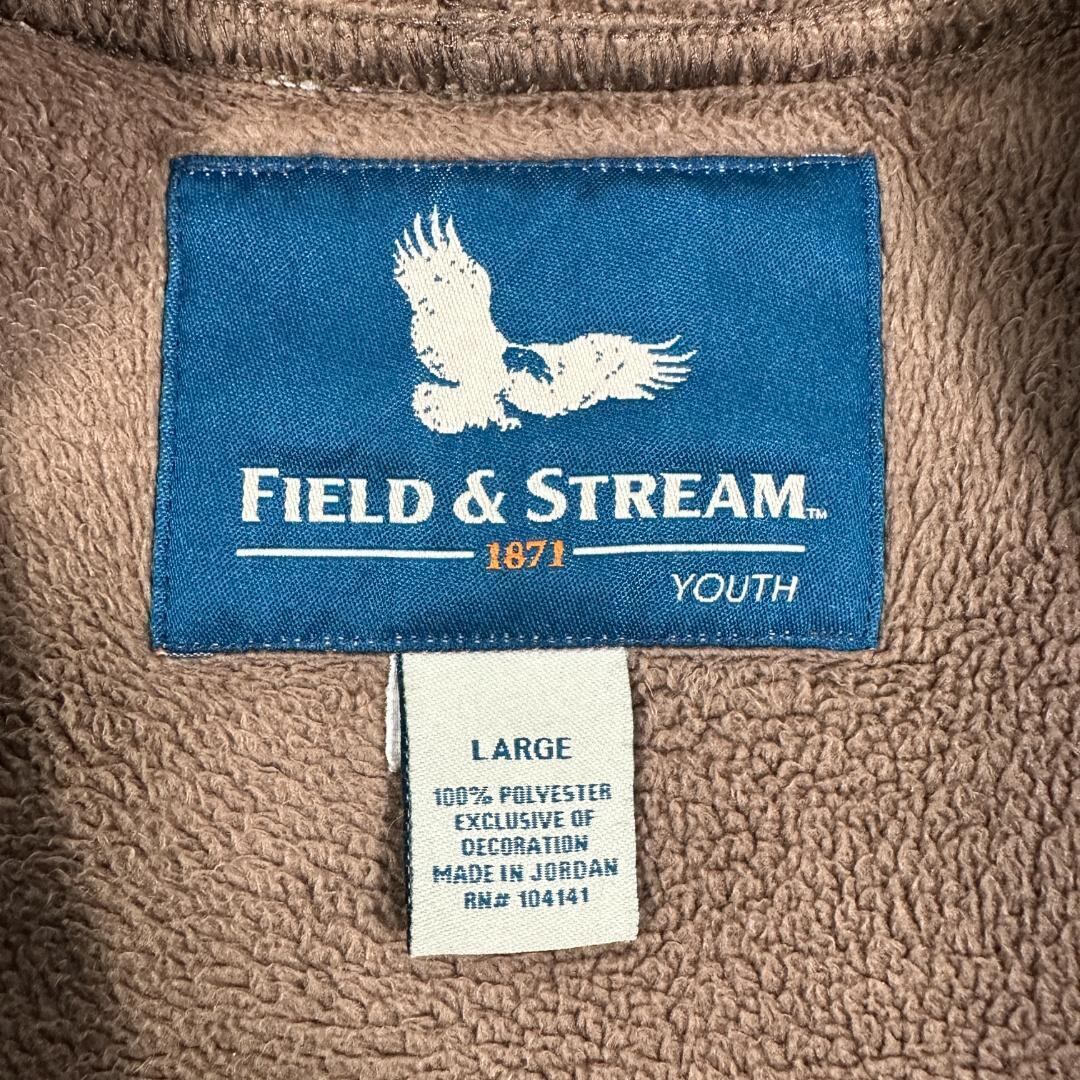 FIELD & STREAM™
1871
YOUTH
LARGE
100% POLYESTER
EXCLUSIVE OF
DECORATION
MADE IN JORDAN
RN# 104141